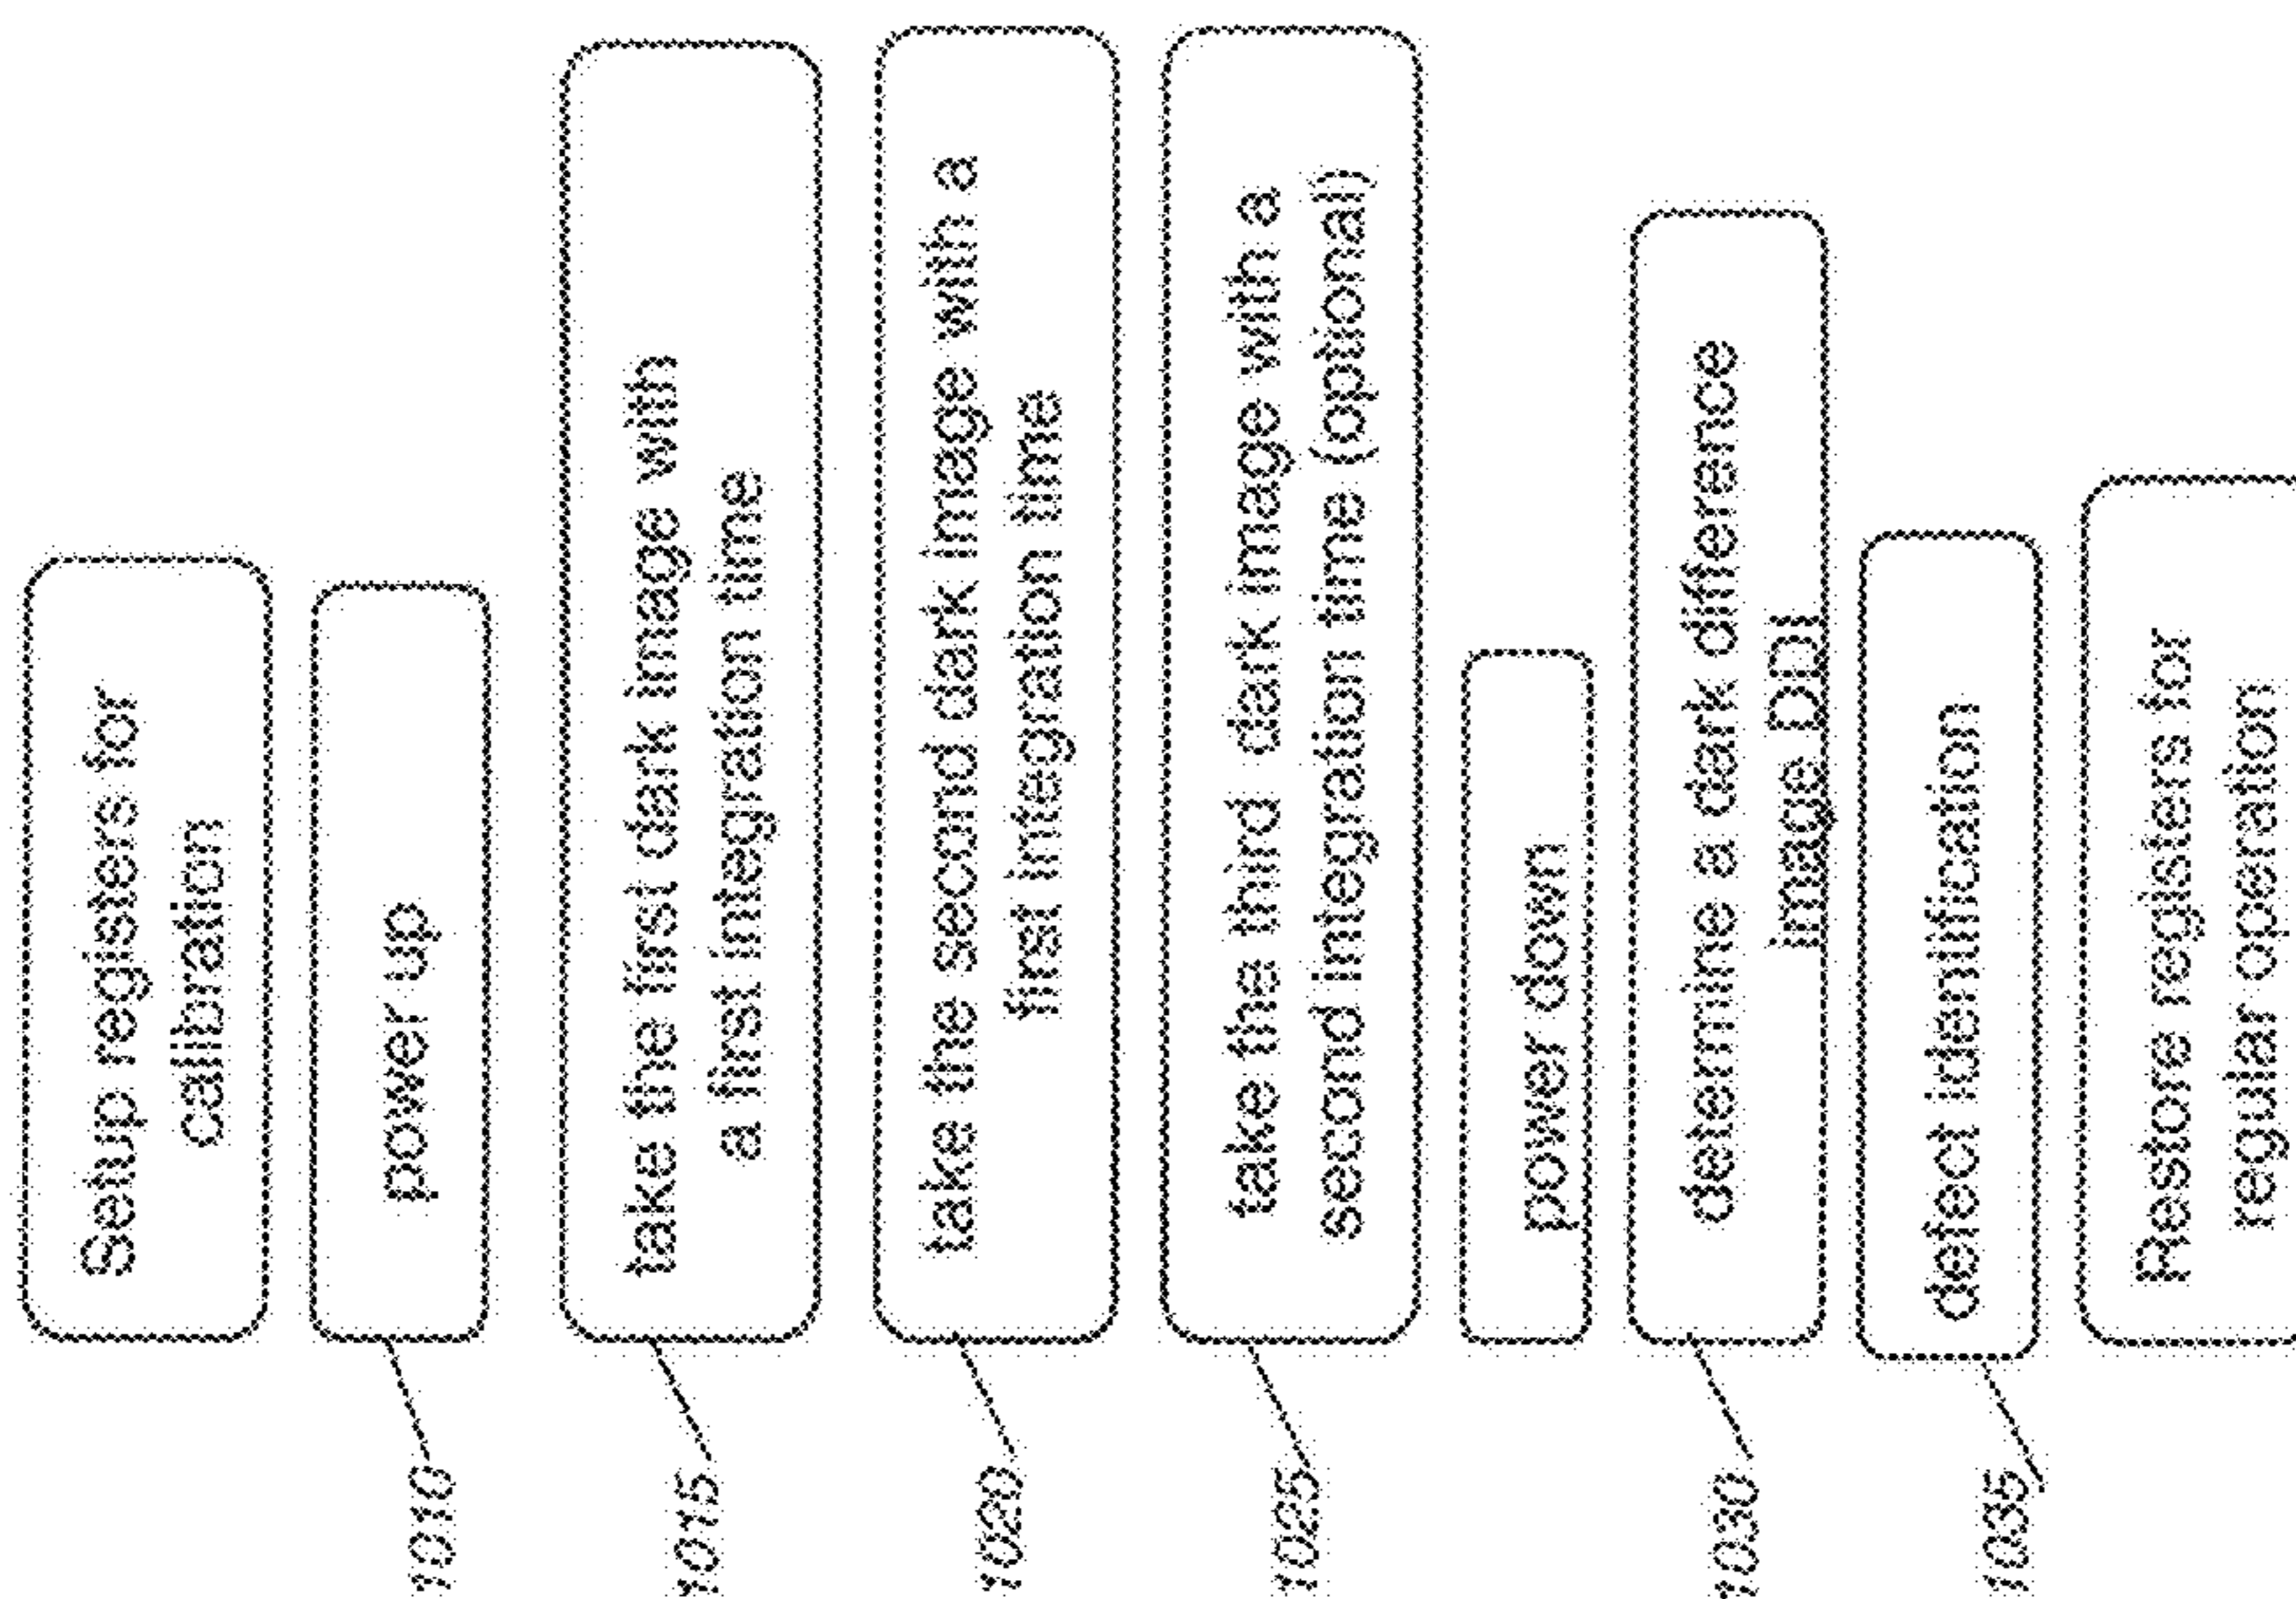 Setup registers for
calibration
power up
1010
take the first dark image with
a first integration time
1015
take the second dark image with a
first integration time
1020
take the third dark image with a
second integration time (optional)
1025
power down
determine a dark difference
image DDI
1030
defect identification
1035
Restore registers for
regular operation